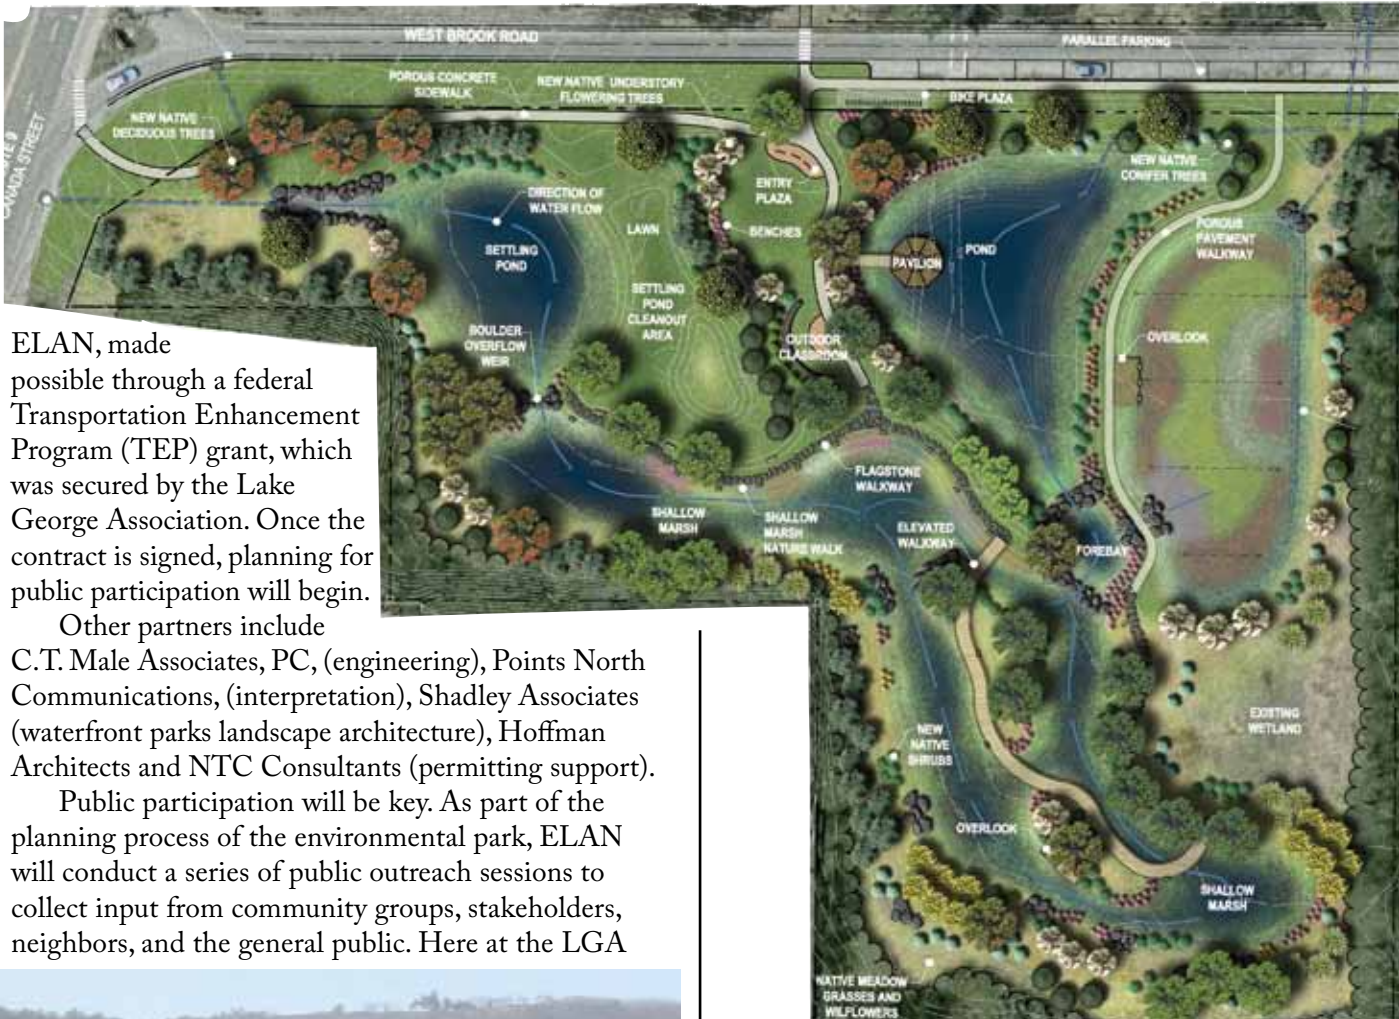 WEST BROOK ROAD
PARALLEL PARKING
POROUS CONCRETE
SIDEWALK
NEW NATIVE UNDERSTORY
FLOWERING TREES
BIKE PLAZA
NEW NATIVE
DECIDUOUS TREES
CANADA STREET
NEW NATIVE
CONIFER TREES
ENTRY
PLAZA
DIRECTION OF
WATER FLOW
LAWN
BENCHES
POROUS
PAVEMENT
WALKWAY
SETTLING
POND
PAVILION
POND
SETTLING
POND
CLEANOUT
AREA
BOULDER
OVERFLOW
WEIR
OUTDOOR
CLASSROOM
OVERLOOK
FLAGSTONE
WALKWAY
SHALLOW
MARSH
SHALLOW
MARSH
NATURE WALK
ELEVATED
WALKWAY
FOREBAY
EXISTING
WETLAND
NEW
NATIVE
SHRUBS
OVERLOOK
SHALLOW
MARSH
NATIVE MEADOW
GRASSES AND
WILFLOWERS
ELAN, made
possible through a federal
Transportation Enhancement
Program (TEP) grant, which
was secured by the Lake
George Association. Once the
contract is signed, planning for
public participation will begin.
Other partners include
C.T. Male Associates, PC, (engineering), Points North
Communications, (interpretation), Shadley Associates
(waterfront parks landscape architecture), Hoffman
Architects and NTC Consultants (permitting support).
Public participation will be key. As part of the
planning process of the environmental park, ELAN
will conduct a series of public outreach sessions to
collect input from community groups, stakeholders,
neighbors, and the general public. Here at the LGA